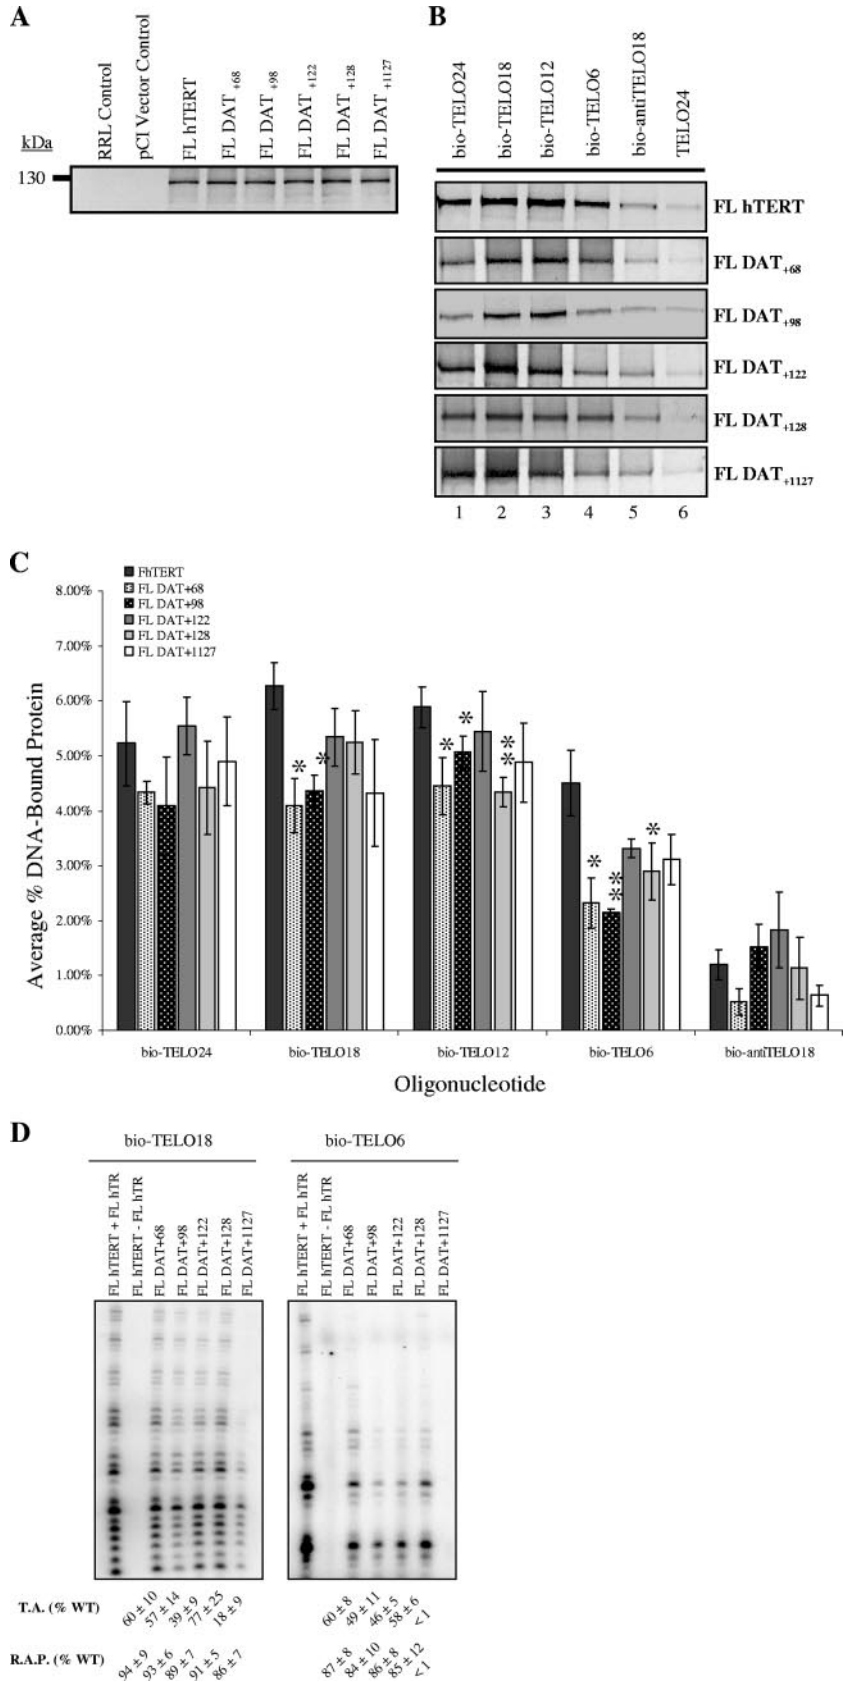 A
RRL Control
pCI Vector Control
FL hTERT
FL DAT +68
FL DAT +98
FL DAT +122
FL DAT +128
FL DAT +1127
kDa
130
B
bio-TELO24
bio-TELO18
bio-TELO12
bio-TELO6
bio-antiTELO18
TELO24
FL hTERT
FL DAT+68
FL DAT+98
FL DAT+122
FL DAT+128
FL DAT+1127
1 2 3 4 5 6
C
FhTERT
FL DAT+68
FL DAT+98
FL DAT+122
FL DAT+128
FL DAT+1127
8.00%
7.00%
6.00%
5.00%
4.00%
3.00%
2.00%
1.00%
0.00%
Average % DNA-Bound Protein
* * * * ** * ** *
bio-TELO24 bio-TELO18 bio-TELO12 bio-TELO6 bio-antiTELO18
Oligonucleotide
D
bio-TELO18
FL hTERT + FL hTR
FL hTERT - FL hTR
FL DAT+68
FL DAT+98
FL DAT+122
FL DAT+128
FL DAT+1127
bio-TELO6
FL hTERT + FL hTR
FL hTERT - FL hTR
FL DAT+68
FL DAT+98
FL DAT+122
FL DAT+128
FL DAT+1127
T.A. (% WT)
60 ± 10
57 ± 14
39 ± 9
77 ± 25
18 ± 9
60 ± 8
49 ± 11
46 ± 5
58 ± 6
< 1
R.A.P. (% WT)
94 ± 9
93 ± 6
89 ± 7
91 ± 5
86 ± 7
87 ± 8
84 ± 10
86 ± 8
85 ± 12
< 1